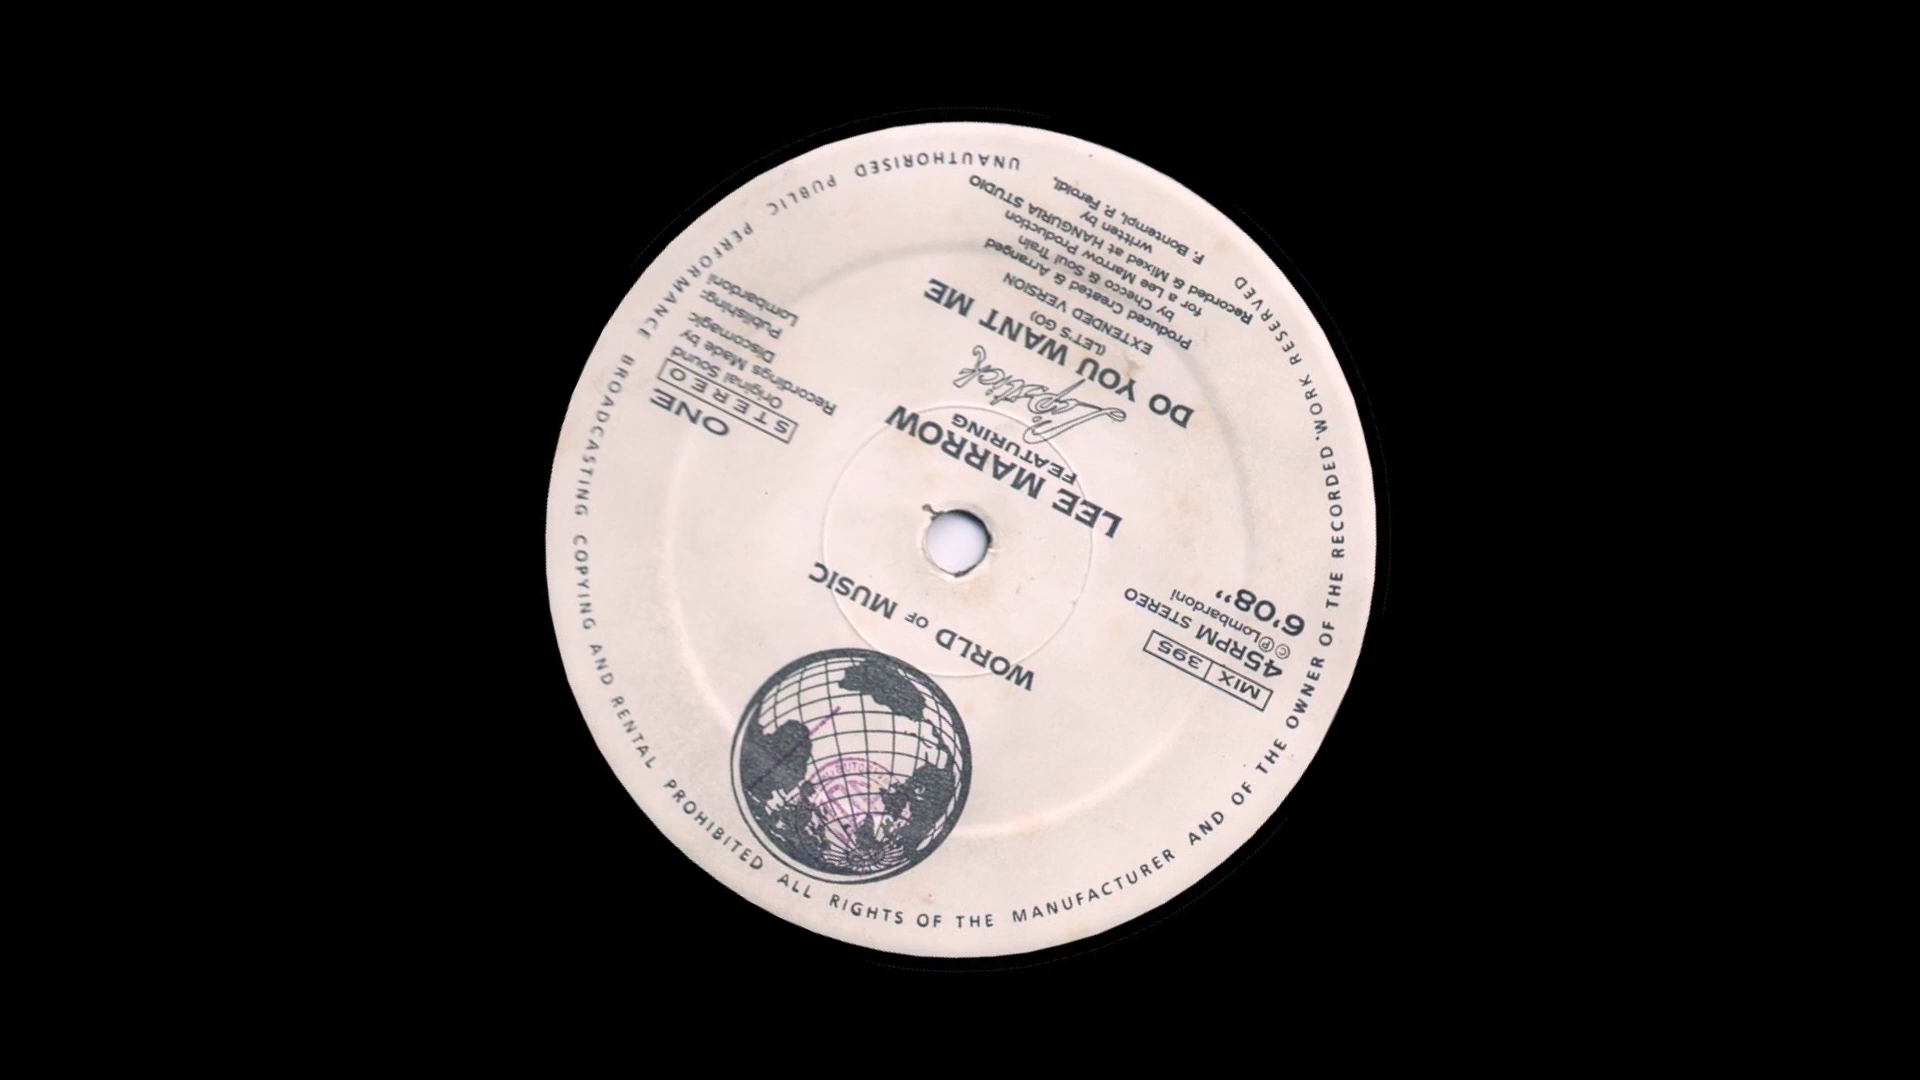 WORLD OF MUSIC
MIX 395
45RPM STEREO
©℗Lombardoni
6'08''
ONE
STEREO
Original Sound
Recordings Made by
Discomagic
Publishing:
Lombardoni
LEE MARROW
FEATURING
Lipstick
DO YOU WANT ME
(LET'S GO)
EXTENDED VERSION
Produced Created & Arranged
by Checco & Soul Train
for a Lee Marrow Production
Recorded & Mixed at HANGURIA STUDIO
written by
F. Bontempi, P. Feroldi,
ALL RIGHTS OF THE MANUFACTURER AND OF THE OWNER OF THE RECORDED WORK RESERVED
UNAUTHORISED PUBLIC PERFORMANCE BROADCASTING COPYING AND RENTAL PROHIBITED